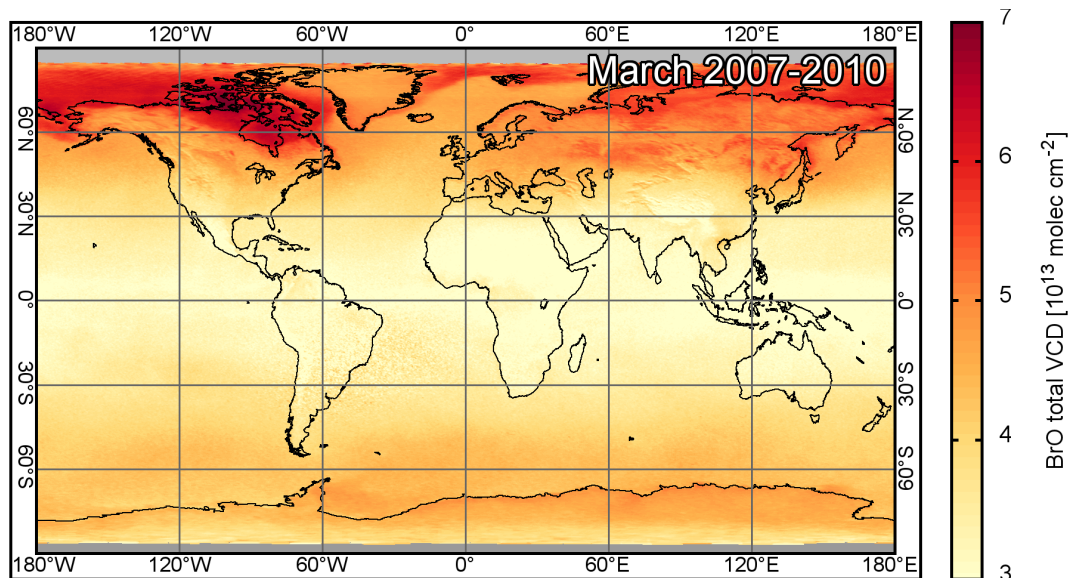 180°W 120°W 60°W 0° 60°E 120°E 180°E
March 2007-2010
60°N 60°N
30°N 30°N
0° 0°
30°S 30°S
60°S 60°S
180°W 120°W 60°W 0° 60°E 120°E 180°E
7
6
5
4
3
BrO total VCD [10¹³ molec cm⁻²]